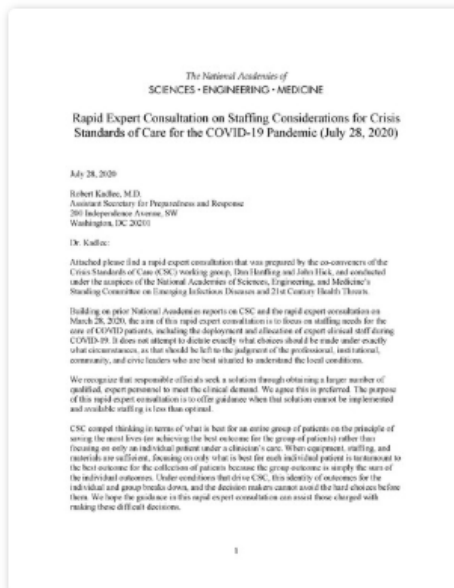 The National Academies of
SCIENCES • ENGINEERING • MEDICINE
Rapid Expert Consultation on Staffing Considerations for Crisis
Standards of Care for the COVID-19 Pandemic (July 28, 2020)
July 28, 2020
Robert Kadlec, M.D.
Assistant Secretary for Preparedness and Response
200 Independence Avenue, SW
Washington, DC 20201
Dr. Kadlec:
Attached please find a rapid expert consultation that was prepared by the co-conveners of the
Crisis Standards of Care (CSC) working group, Dan Hanfling and John Hick, and conducted
under the auspices of the National Academies of Sciences, Engineering, and Medicine's
Standing Committee on Emerging Infectious Diseases and 21st Century Health Threats.
Building on prior National Academies reports on CSC and the rapid expert consultation on
March 28, 2020, the aim of this rapid expert consultation is to focus on staffing needs for the
care of COVID patients, including the deployment and allocation of expert clinical staff during
COVID-19. It does not attempt to dictate exactly what choices should be made under exactly
what circumstances, as that should be left to the judgment of the professional, institutional,
community, and civic leaders who are best situated to understand the local conditions.
We recognize that responsible officials seek a solution through obtaining a larger number of
qualified, expert personnel to meet the clinical demand. We agree this is preferred. The purpose
of this rapid expert consultation is to offer guidance when that solution cannot be implemented
and available staffing is less than optimal.
CSC compel thinking in terms of what is best for an entire group of patients on the principle of
saving the most lives (or achieving the best outcome for the group of patients) rather than
focusing on only an individual patient under a clinician's care. When equipment, staffing, and
materials are sufficient, focusing on only what is best for each individual patient is tantamount to
the best outcome for the collection of patients because the group outcome is simply the sum of
the individual outcomes. Under conditions that drive CSC, this identity of outcomes for the
individual and group breaks down, and the decision makers cannot avoid the hard choices before
them. We hope the guidance in this rapid expert consultation can assist those charged with
making these difficult decisions.
1